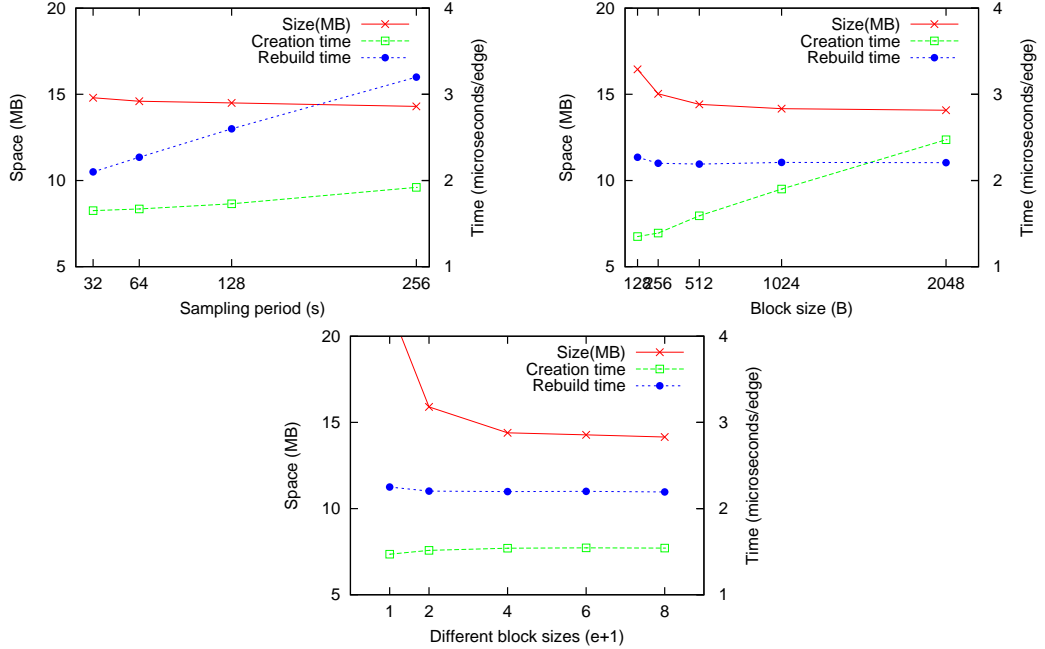 20
15
10
5
4
3
2
1
32
64
128
256
Space (MB)
Time (microseconds/edge)
Sampling period (s)
Size(MB)
Creation time
Rebuild time
20
15
10
5
4
3
2
1
128
256
512
1024
2048
Space (MB)
Time (microseconds/edge)
Block size (B)
Size(MB)
Creation time
Rebuild time
20
15
10
5
4
3
2
1
1
2
4
6
8
Space (MB)
Time (microseconds/edge)
Different block sizes (e+1)
Size(MB)
Creation time
Rebuild time